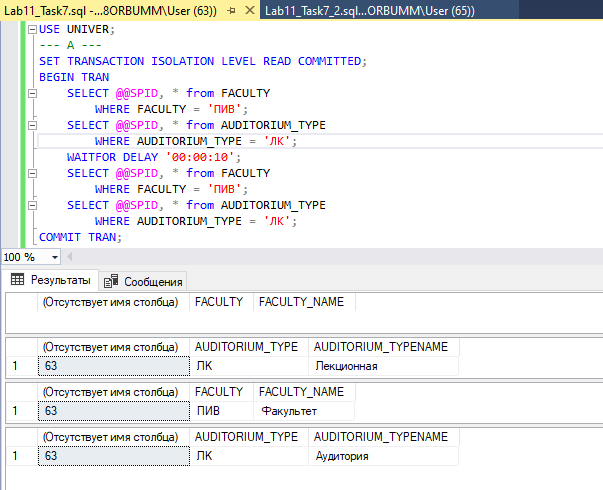 Lab11_Task7.sql -...8ORBUMM\User (63)) Lab11_Task7_2.sql...ORBUMM\User (65))
USE UNIVER;
--- A ---
SET TRANSACTION ISOLATION LEVEL READ COMMITTED;
BEGIN TRAN
SELECT @@SPID, * from FACULTY
WHERE FACULTY = 'ПИВ';
SELECT @@SPID, * from AUDITORIUM_TYPE
WHERE AUDITORIUM_TYPE = 'ЛК';
WAITFOR DELAY '00:00:10';
SELECT @@SPID, * from FACULTY
WHERE FACULTY = 'ПИВ';
SELECT @@SPID, * from AUDITORIUM_TYPE
WHERE AUDITORIUM_TYPE = 'ЛК';
COMMIT TRAN;
100 %
Результаты Сообщения
(Отсутствует имя столбца) FACULTY FACULTY_NAME
(Отсутствует имя столбца) AUDITORIUM_TYPE AUDITORIUM_TYPENAME
1 63 ЛК Лекционная
(Отсутствует имя столбца) FACULTY FACULTY_NAME
1 63 ПИВ Факультет
(Отсутствует имя столбца) AUDITORIUM_TYPE AUDITORIUM_TYPENAME
1 63 ЛК Аудитория